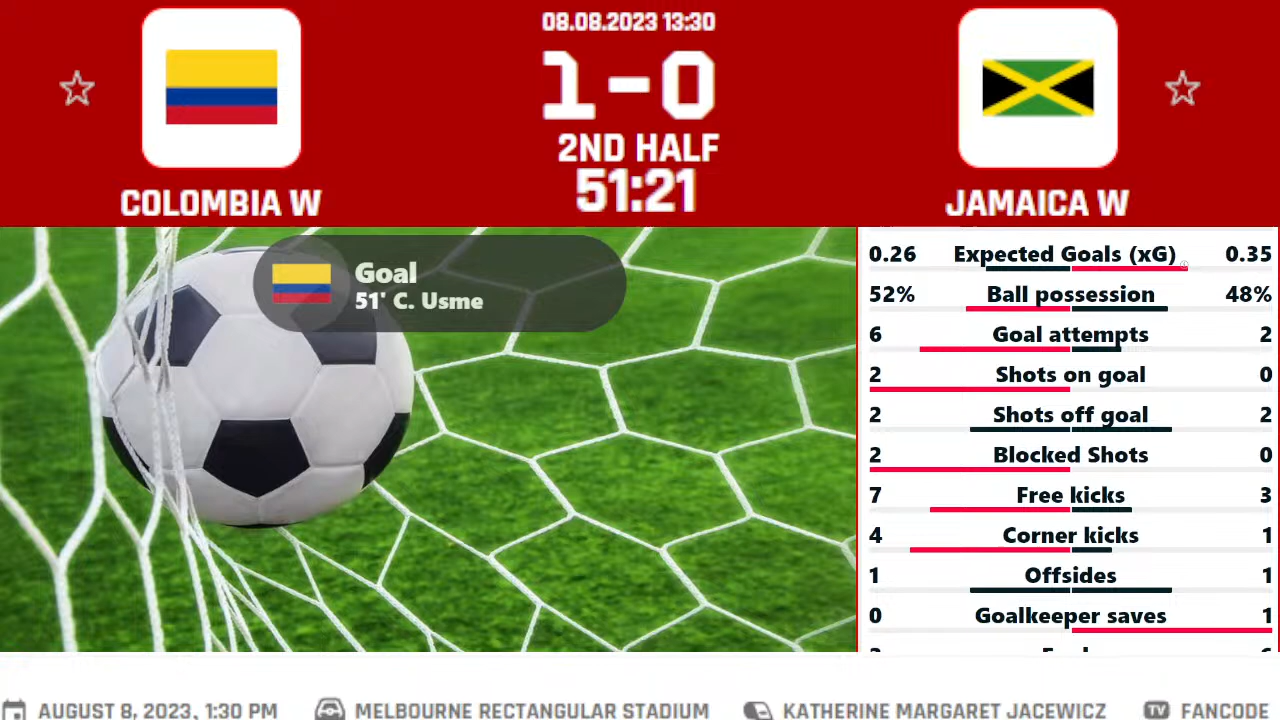 08.08.2023 13:30
1-0
2ND HALF
51:21
COLOMBIA W
JAMAICA W
Goal
51' C. Usme
0.26 Expected Goals (xG) 0.35
52% Ball possession 48%
6 Goal attempts 2
2 Shots on goal 0
2 Shots off goal 2
2 Blocked Shots 0
7 Free kicks 3
4 Corner kicks 1
1 Offsides 1
0 Goalkeeper saves 1
AUGUST 8, 2023, 1:30 PM MELBOURNE RECTANGULAR STADIUM KATHERINE MARGARET JACEWICZ TV FANCODE